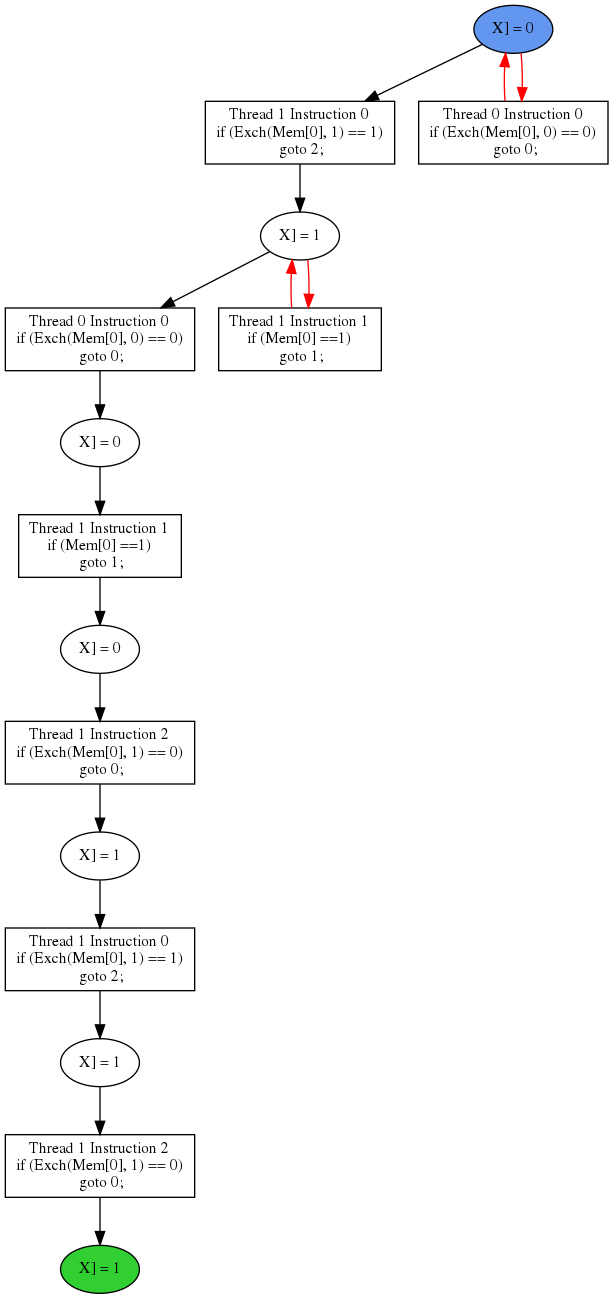 X] = 0
Thread 1 Instruction 0
if (Exch(Mem[0], 1) == 1)
goto 2;
Thread 0 Instruction 0
if (Exch(Mem[0], 0) == 0)
goto 0;
X] = 1
Thread 0 Instruction 0
if (Exch(Mem[0], 0) == 0)
goto 0;
Thread 1 Instruction 1
if (Mem[0] ==1)
goto 1;
X] = 0
Thread 1 Instruction 1
if (Mem[0] ==1)
goto 1;
X] = 0
Thread 1 Instruction 2
if (Exch(Mem[0], 1) == 0)
goto 0;
X] = 1
Thread 1 Instruction 0
if (Exch(Mem[0], 1) == 1)
goto 2;
X] = 1
Thread 1 Instruction 2
if (Exch(Mem[0], 1) == 0)
goto 0;
X] = 1